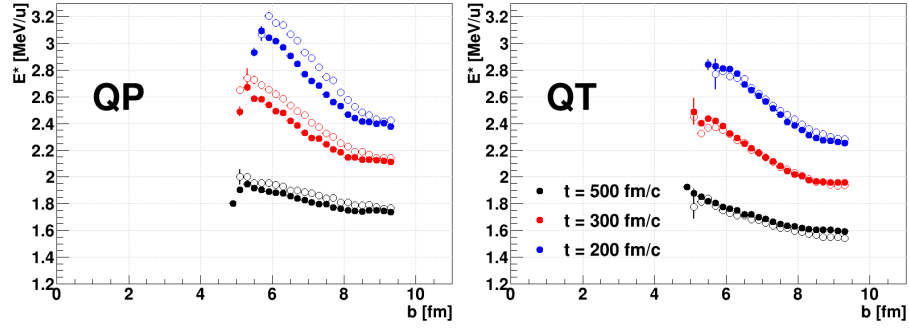 E* [MeV/u]
3.2
3
2.8
2.6
2.4
2.2
2
1.8
1.6
1.4
1.2
QP
0 2 4 6 8 10
b [fm]
E* [MeV/u]
3.2
3
2.8
2.6
2.4
2.2
2
1.8
1.6
1.4
1.2
QT
t = 500 fm/c
t = 300 fm/c
t = 200 fm/c
0 2 4 6 8 10
b [fm]